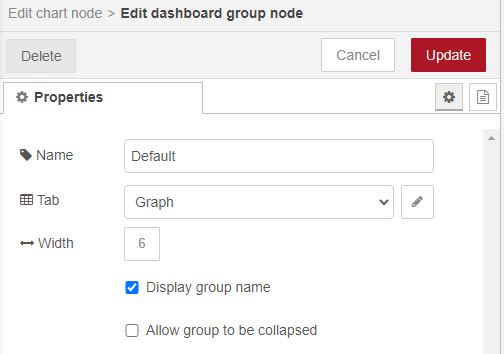 Edit chart node > Edit dashboard group node
Delete
Cancel
Update
Properties
Name
Default
Tab
Graph
Width
6
Display group name
Allow group to be collapsed